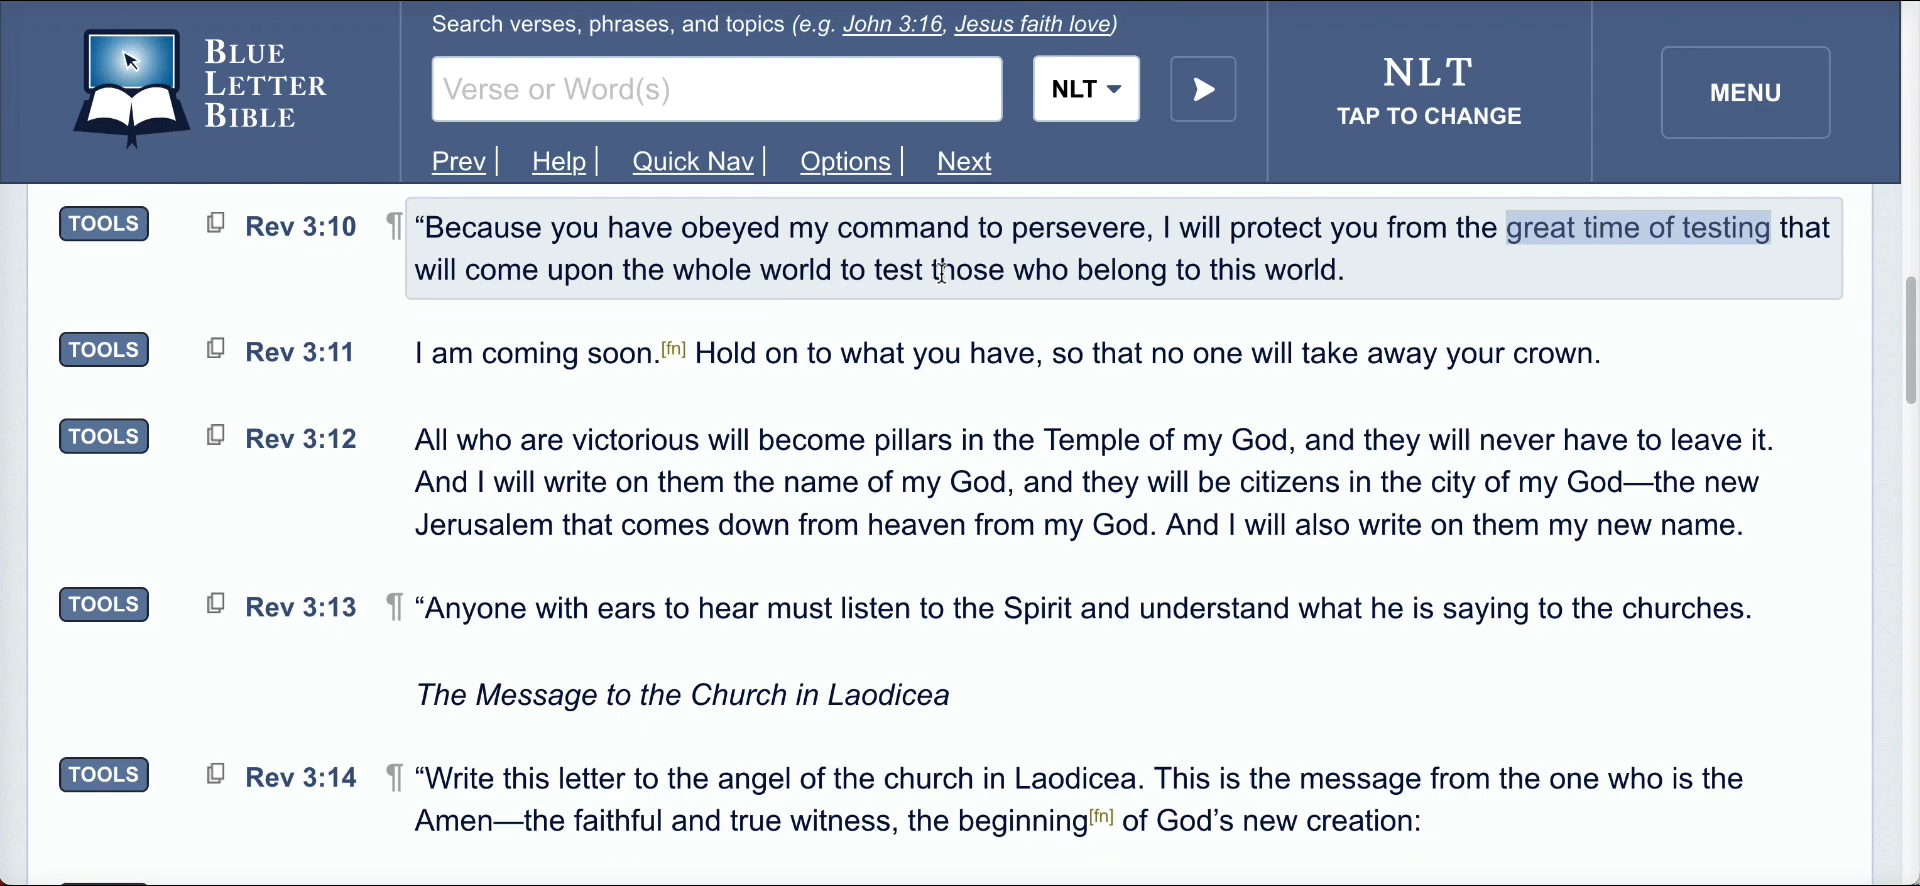 BLUE
LETTER
BIBLE
Search verses, phrases, and topics (e.g. John 3:16, Jesus faith love)
Verse or Word(s)
NLT
NLT
TAP TO CHANGE
MENU
Prev | Help | Quick Nav | Options | Next
TOOLS Rev 3:10 ¶ “Because you have obeyed my command to persevere, I will protect you from the great time of testing that
will come upon the whole world to test those who belong to this world.
TOOLS Rev 3:11 I am coming soon.[fn] Hold on to what you have, so that no one will take away your crown.
TOOLS Rev 3:12 All who are victorious will become pillars in the Temple of my God, and they will never have to leave it.
And I will write on them the name of my God, and they will be citizens in the city of my God—the new
Jerusalem that comes down from heaven from my God. And I will also write on them my new name.
TOOLS Rev 3:13 ¶ “Anyone with ears to hear must listen to the Spirit and understand what he is saying to the churches.
The Message to the Church in Laodicea
TOOLS Rev 3:14 ¶ “Write this letter to the angel of the church in Laodicea. This is the message from the one who is the
Amen—the faithful and true witness, the beginning[fn] of God’s new creation: